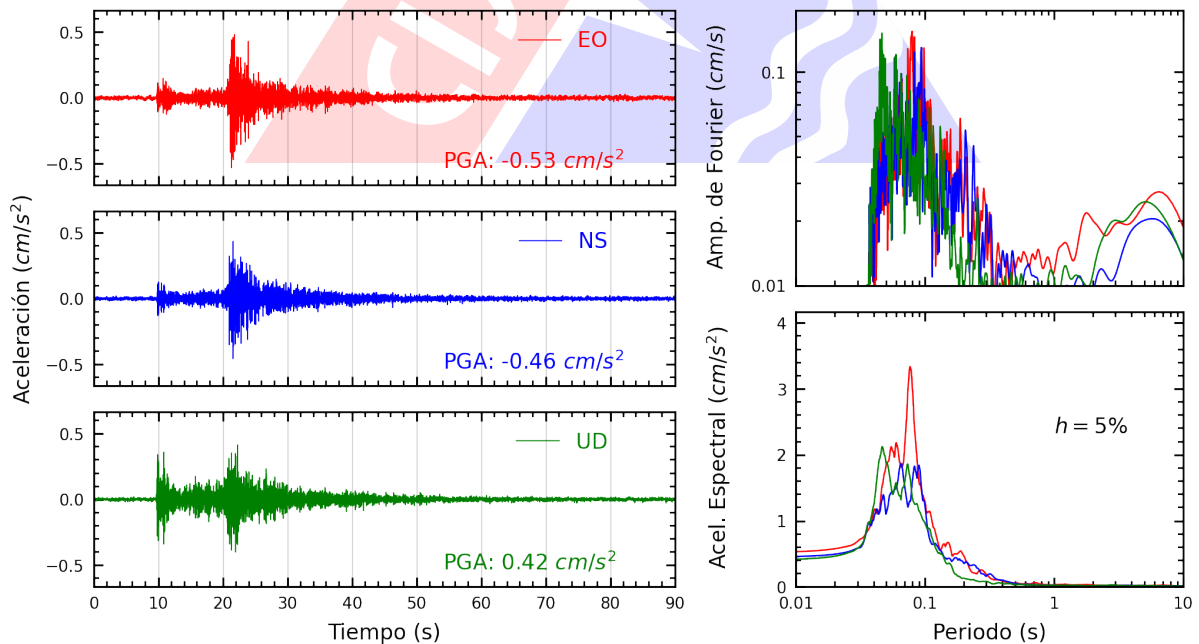 Aceleración (cm/s²)
0.5
0.0
−0.5
EO
PGA: -0.53 cm/s²
0.5
0.0
−0.5
NS
PGA: -0.46 cm/s²
0.5
0.0
−0.5
UD
PGA: 0.42 cm/s²
0 10 20 30 40 50 60 70 80 90
Tiempo (s)
Amp. de Fourier (cm/s)
0.1
0.01
Acel. Espectral (cm/s²)
4
3
2
1
0
h = 5%
0.01 0.1 1 10
Periodo (s)